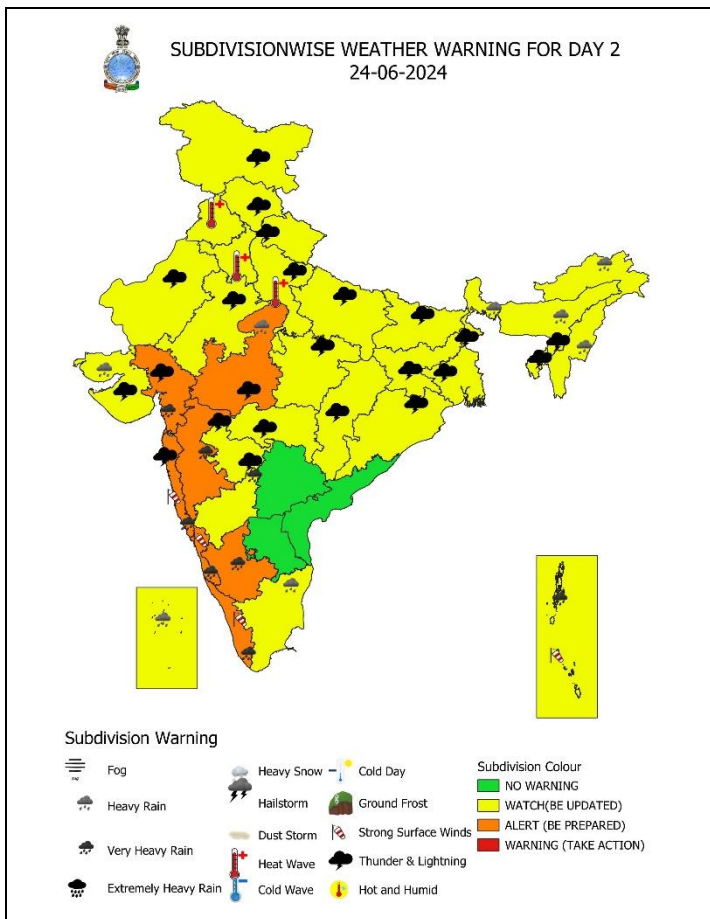 SUBDIVISIONWISE WEATHER WARNING FOR DAY 2
24-06-2024
Subdivision Warning
Fog
Heavy Rain
Very Heavy Rain
Extremely Heavy Rain
Heavy Snow
Hailstorm
Dust Storm
Heat Wave
Cold Wave
Cold Day
Ground Frost
Strong Surface Winds
Thunder & Lightning
Hot and Humid
Subdivision Colour
NO WARNING
WATCH(BE UPDATED)
ALERT (BE PREPARED)
WARNING (TAKE ACTION)